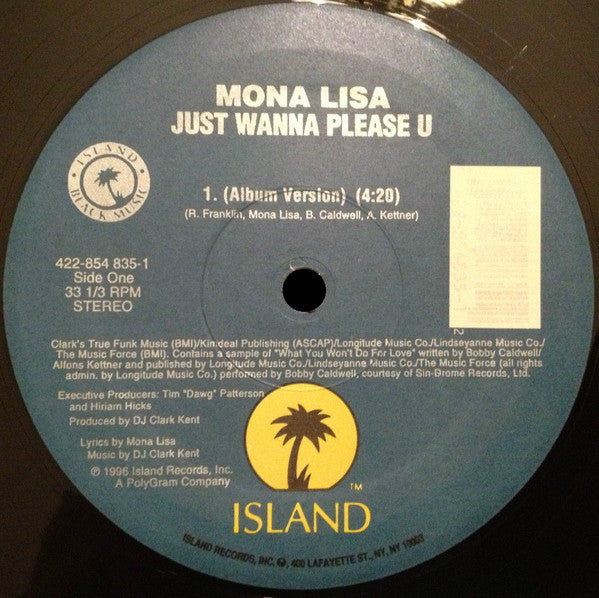 MONA LISA
JUST WANNA PLEASE U
ISLAND
BLACK MUSIC
1. (Album Version) (4:20)
(R. Franklin, Mona Lisa, B. Caldwell, A. Kettner)
422-854 835-1
Side One
33 1/3 RPM
STEREO
2
Clark's True Funk Music (BMI)/Kindeal Publishing (ASCAP)/Longitude Music Co./Lindseyanne Music Co./
The Music Force (BMI). Contains a sample of "What You Won't Do For Love" written by Bobby Caldwell/
Alfons Kettner and published by Longitude Music Co./Lindseyanne Music Co./The Music Force (all rights
admin. by Longitude Music Co.) performed by Bobby Caldwell, courtesy of Sin-Drome Records, Ltd.
Executive Producers: Tim "Dawg" Patterson
and Hiriam Hicks
Produced by DJ Clark Kent
Lyrics by Mona Lisa
Music by DJ Clark Kent
℗ 1996 Island Records, Inc.
A PolyGram Company
TM
ISLAND
ISLAND RECORDS, INC. ℗, 400 LAFAYETTE ST., NY, NY 10003